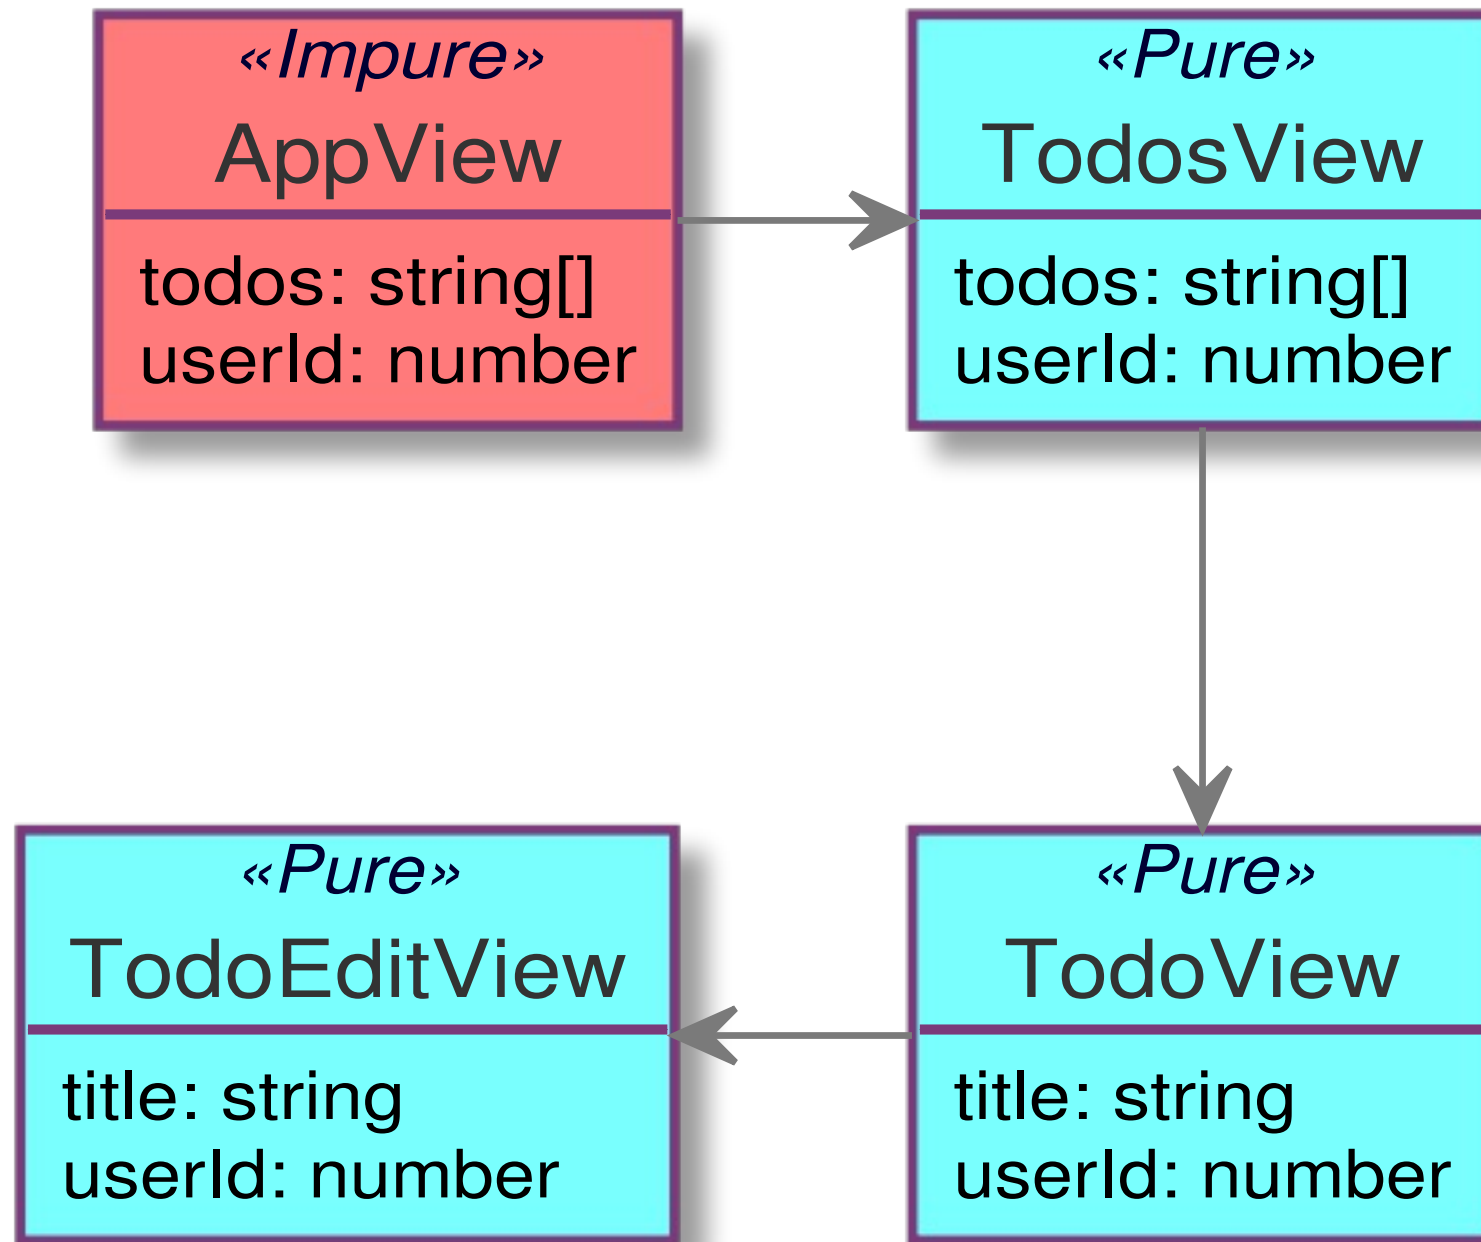 «Impure»
AppView
todos: string[]
userId: number
«Pure»
TodosView
todos: string[]
userId: number
«Pure»
TodoEditView
title: string
userId: number
«Pure»
TodoView
title: string
userId: number